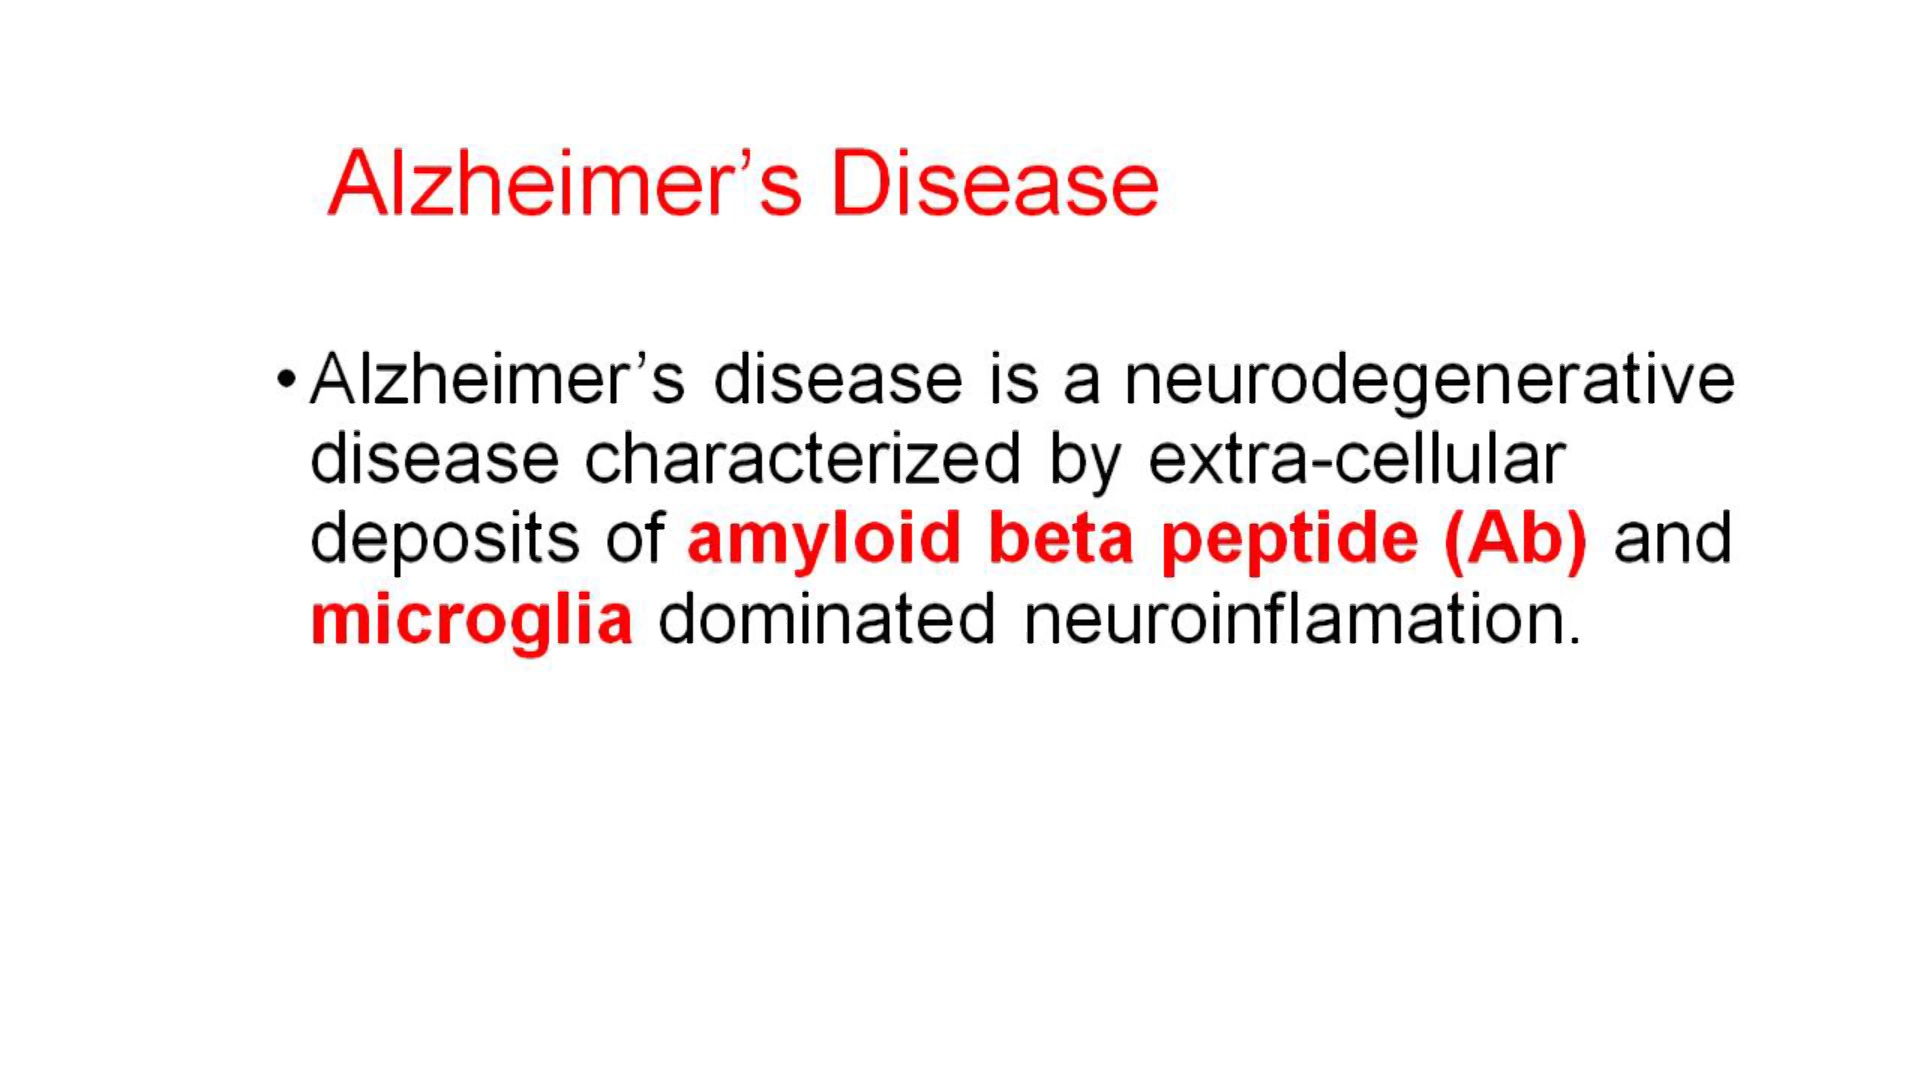 Alzheimer’s Disease
• Alzheimer’s disease is a neurodegenerative
disease characterized by extra-cellular
deposits of amyloid beta peptide (Ab) and
microglia dominated neuroinflamation.